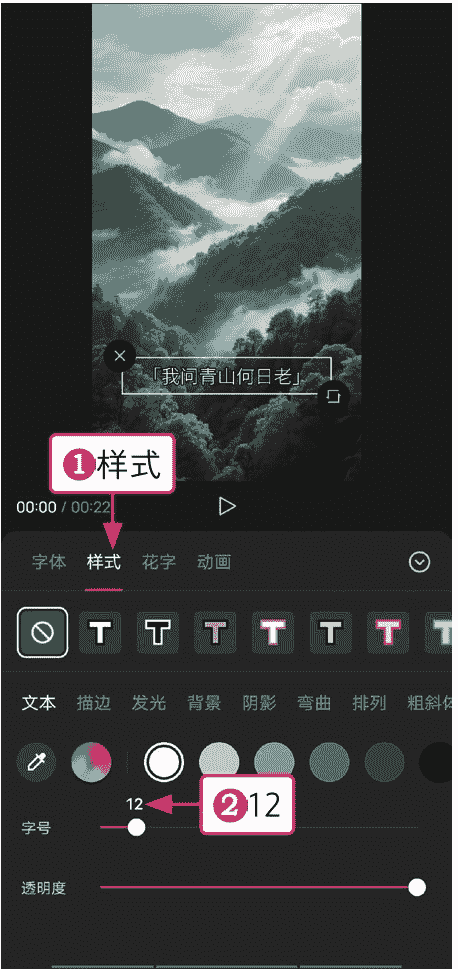 「我问青山何日老」
1样式
00:00 / 00:22
字体 样式 花字 动画
T T T T T T T
文本 描边 发光 背景 阴影 弯曲 排列 粗斜体
12
2 12
字号
透明度